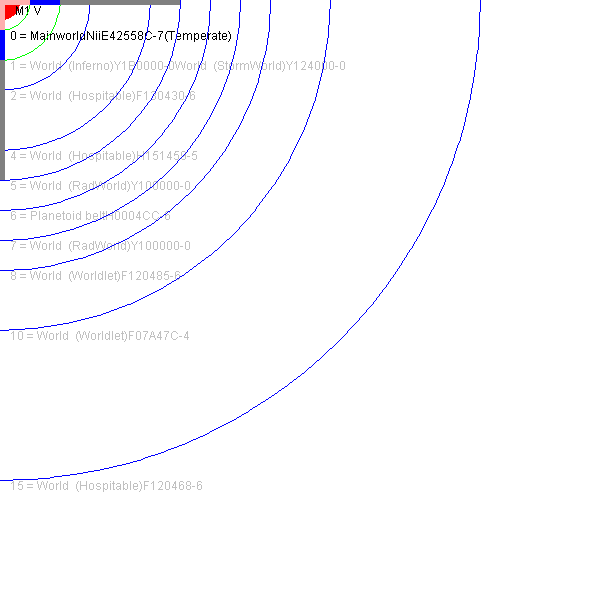 M1 V
0 = MainworldNiiE42558C-7(Temperate)
1 = World (Inferno)Y1B0000-0World (StormWorld)Y124000-0
2 = World (Hospitable)F130430-6
4 = World (Hospitable)H151459-5
5 = World (RadWorld)Y100000-0
6 = Planetoid beltH0004CC-6
7 = World (RadWorld)Y100000-0
8 = World (Worldlet)F120485-6
10 = World (Worldlet)F07A47C-4
15 = World (Hospitable)F120468-6